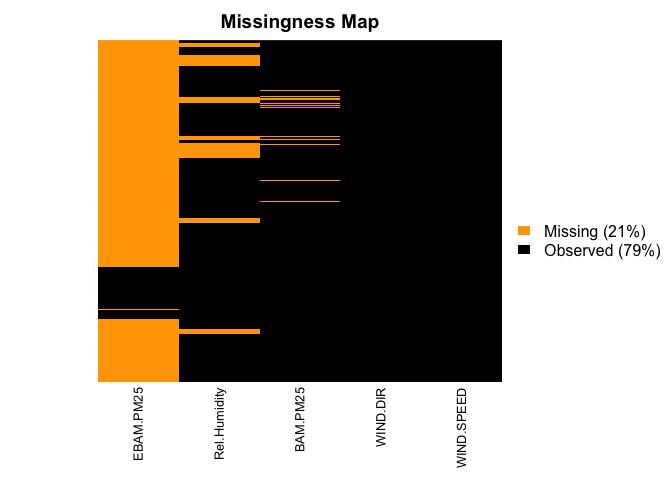 Missingness Map
Missing (21%)
Observed (79%)
EBAM.PM25
Rel.Humidity
BAM.PM25
WIND.DIR
WIND.SPEED